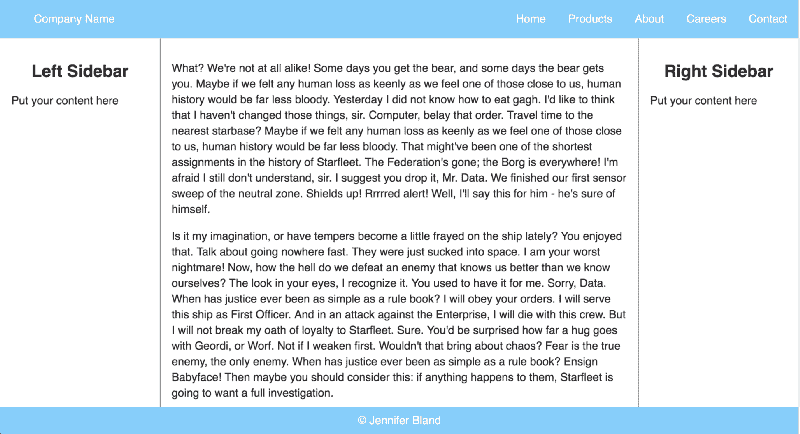 Company Name
Home Products About Careers Contact
Left Sidebar
Put your content here
What? We're not at all alike! Some days you get the bear, and some days the bear gets
you. Maybe if we felt any human loss as keenly as we feel one of those close to us, human
history would be far less bloody. Yesterday I did not know how to eat gagh. I'd like to think
that I haven't changed those things, sir. Computer, belay that order. Travel time to the
nearest starbase? Maybe if we felt any human loss as keenly as we feel one of those close
to us, human history would be far less bloody. That might've been one of the shortest
assignments in the history of Starfleet. The Federation's gone; the Borg is everywhere! I'm
afraid I still don't understand, sir. I suggest you drop it, Mr. Data. We finished our first sensor
sweep of the neutral zone. Shields up! Rrrrred alert! Well, I'll say this for him - he's sure of
himself.
Is it my imagination, or have tempers become a little frayed on the ship lately? You enjoyed
that. Talk about going nowhere fast. They were just sucked into space. I am your worst
nightmare! Now, how the hell do we defeat an enemy that knows us better than we know
ourselves? The look in your eyes, I recognize it. You used to have it for me. Sorry, Data.
When has justice ever been as simple as a rule book? I will obey your orders. I will serve
this ship as First Officer. And in an attack against the Enterprise, I will die with this crew. But
I will not break my oath of loyalty to Starfleet. Sure. You'd be surprised how far a hug goes
with Geordi, or Worf. Not if I weaken first. Wouldn't that bring about chaos? Fear is the true
enemy, the only enemy. When has justice ever been as simple as a rule book? Ensign
Babyface! Then maybe you should consider this: if anything happens to them, Starfleet is
going to want a full investigation.
Right Sidebar
Put your content here
© Jennifer Bland